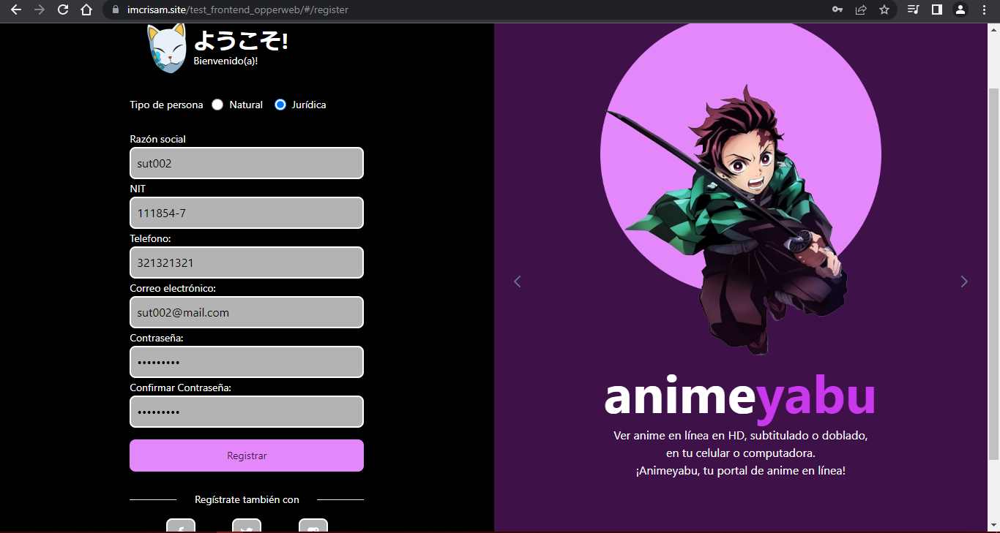 imcrisam.site/test_frontend_opperweb/#/register
ようこそ!
Bienvenido(a)!
Tipo de persona Natural Jurídica
Razón social
sut002
NIT
111854-7
Telefono:
321321321
Correo electrónico:
sut002@mail.com
Contraseña:
•••••••••
Confirmar Contraseña:
•••••••••
Registrar
Regístrate también con
animeyabu
Ver anime en línea en HD, subtitulado o doblado,
en tu celular o computadora.
¡Animeyabu, tu portal de anime en línea!